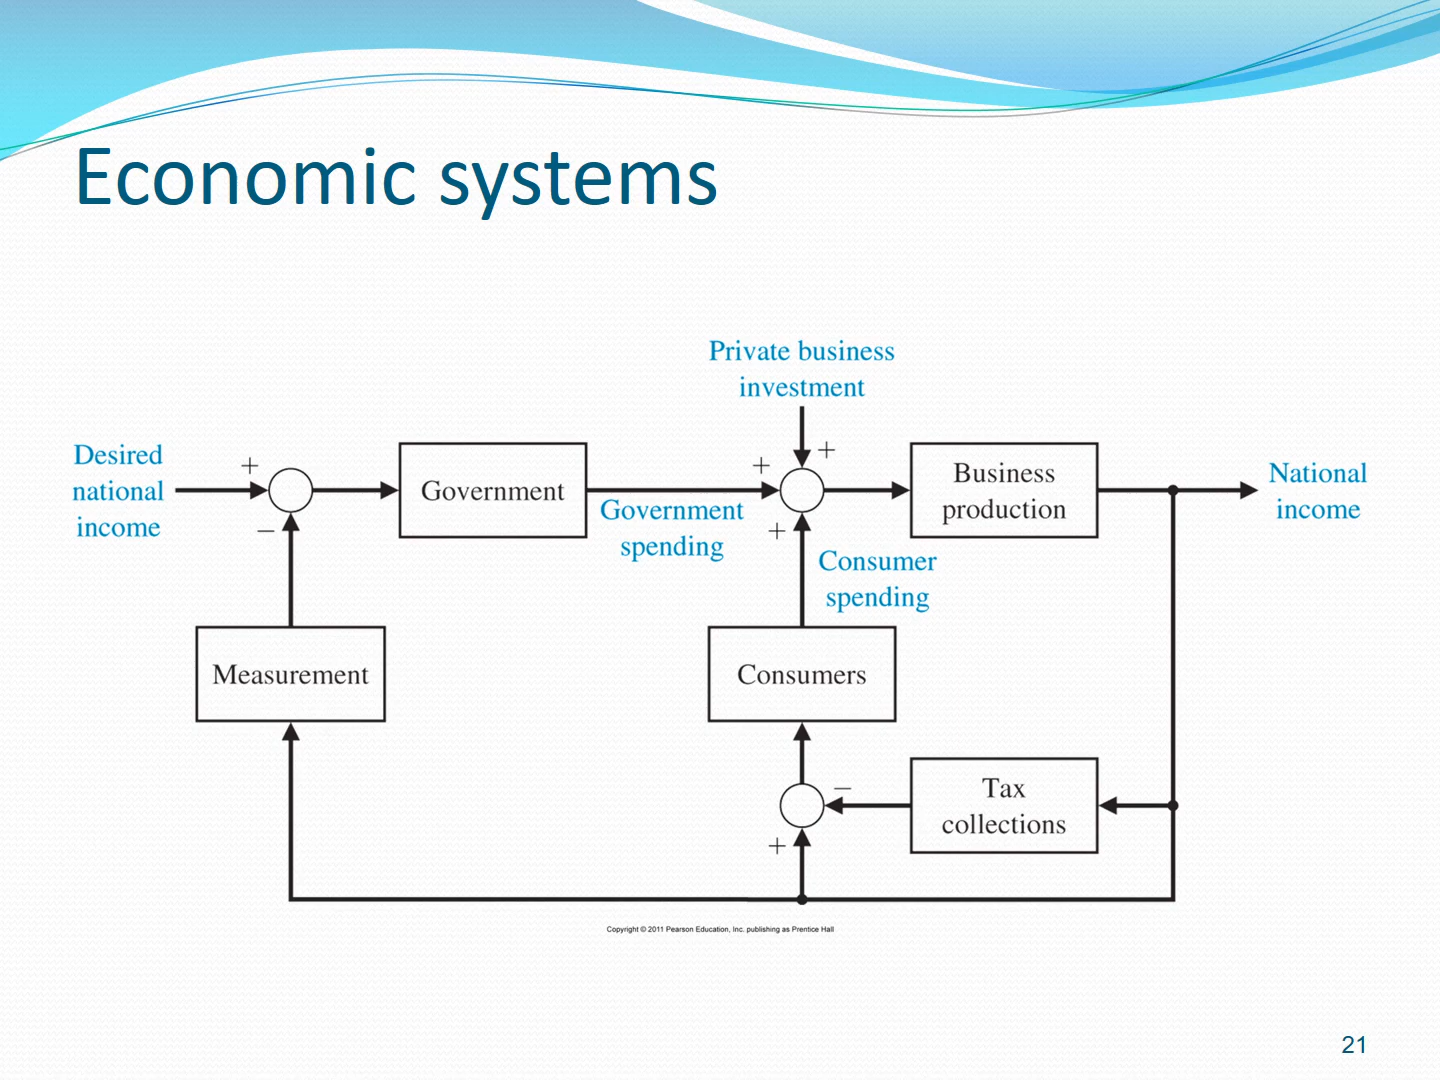 Economic systems
Private business
investment
Desired
national
income
+
−
Government
Government
spending
+
+
+
Business
production
National
income
Consumer
spending
Measurement
Consumers
−
+
Tax
collections
Copyright © 2011 Pearson Education, Inc. publishing as Prentice Hall
21